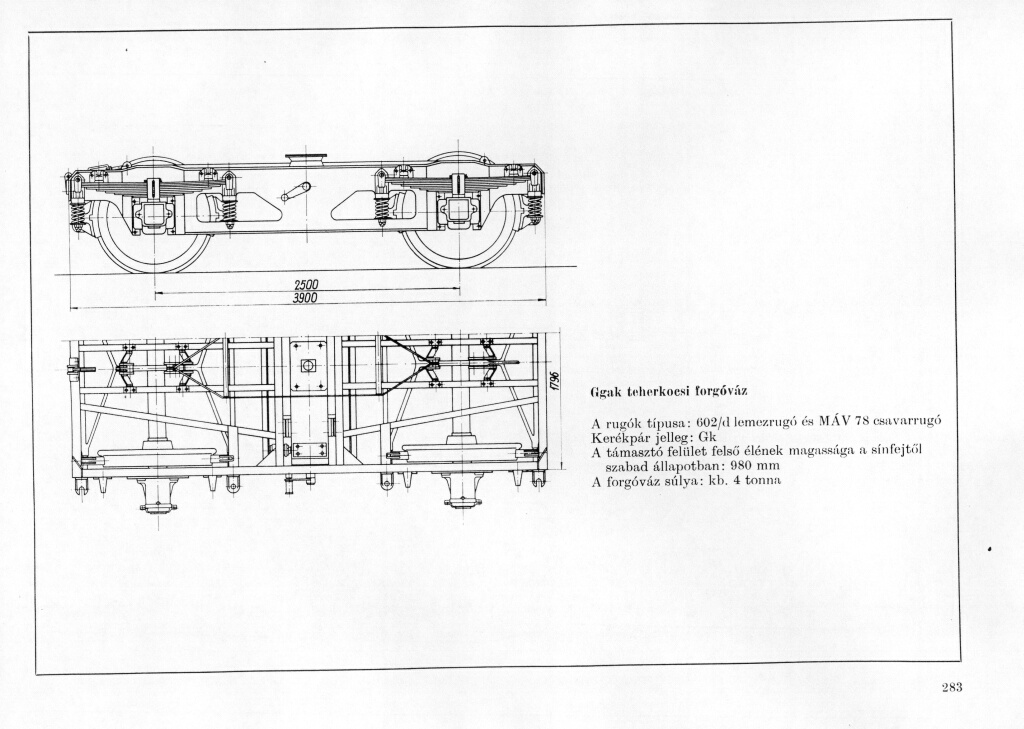 2500
3900
1796
Ggak teherkocsi forgóváz
A rugók típusa: 602/d lemezrugó és MÁV 78 csavarrugó
Kerékpár jelleg: Gk
A támasztó felület felső élének magassága a sínfejtől
szabad állapotban: 980 mm
A forgóváz súlya: kb. 4 tonna
283